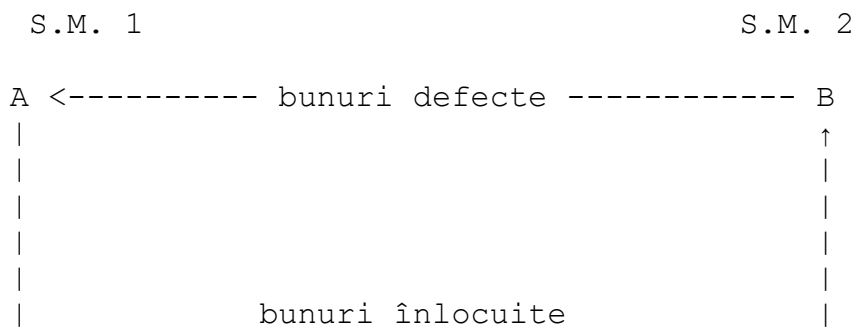 S.M. 1 S.M. 2
A <---------- bunuri defecte ------------ B
| ↑
| |
| |
| |
| |
| bunuri înlocuite |